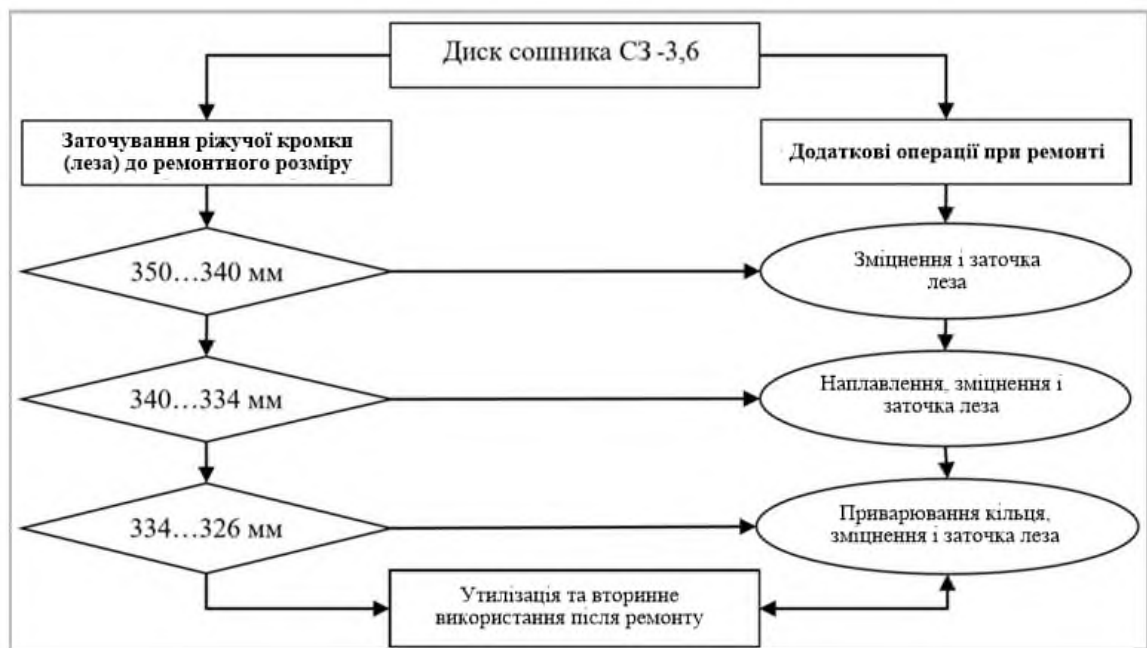 Диск сошника СЗ -3,6
Заточування ріжучої кромки
(леза) до ремонтного розміру
Додаткові операції при ремонті
350…340 мм
Зміцнення і заточка
леза
340…334 мм
Наплавлення, зміцнення і
заточка леза
334…326 мм
Приварювання кільця,
зміцнення і заточка леза
Утилізація та вторинне
використання після ремонту